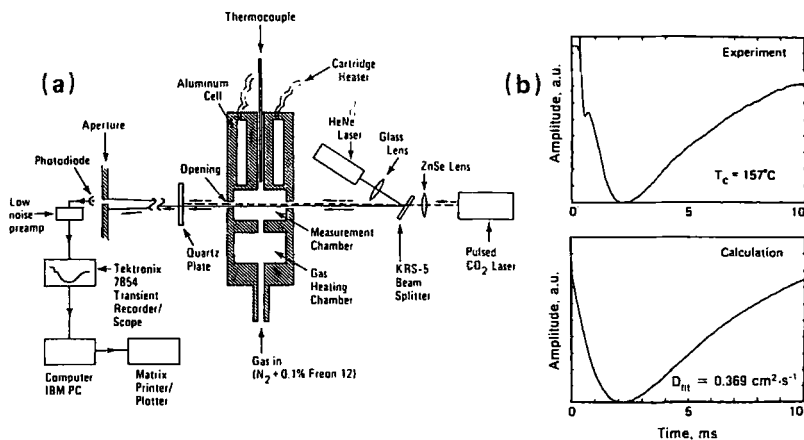 (a)
Thermocouple
Aluminum
Cell
Cartridge
Heater
Aperture
Photodiode
Low
noise
preamp
Opening
HeNe
Laser
Glass
Lens
ZnSe Lens
Quartz
Plate
Measurement
Chamber
Gas
Heating
Chamber
KRS-5
Beam
Splitter
Pulsed
CO2 Laser
Tektronix
7854
Transient
Recorder/
Scope
Computer
IBM PC
Matrix
Printer/
Plotter
Gas in
(N2 + 0.1% Freon 12)
(b)
Amplitude, a.u.
Experiment
Tc = 157°C
0 5 10
Amplitude, a.u.
Calculation
Dfit = 0.369 cm²·s⁻¹
0 5 10
Time, ms